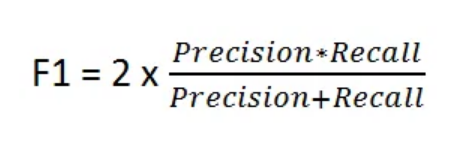 F1 = 2 x Precision*Recall
Precision+Recall